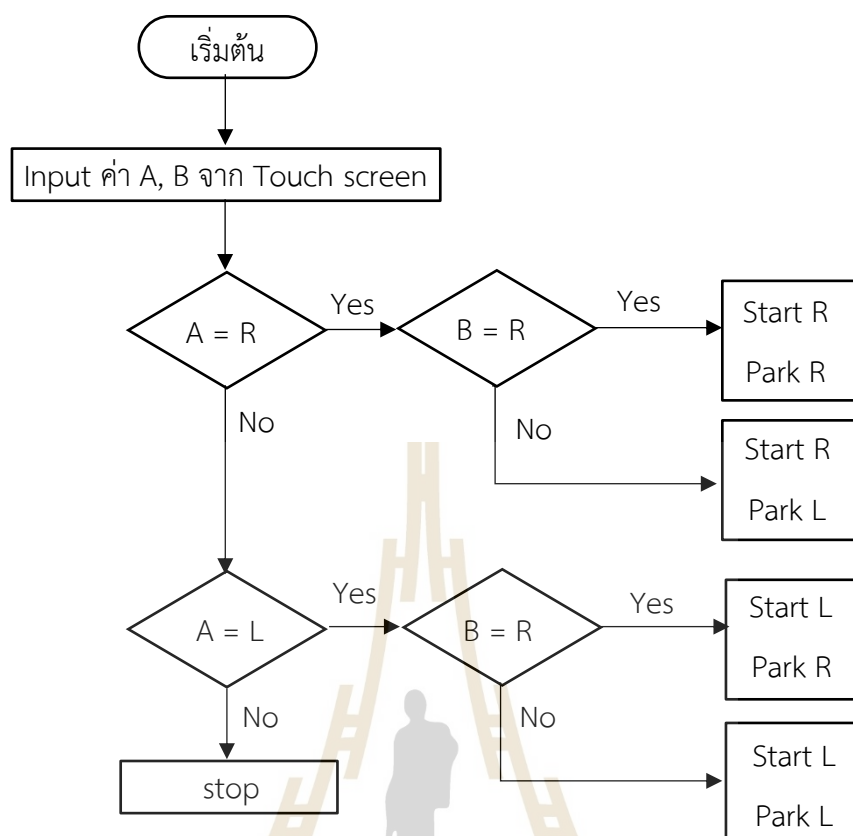 เริ่มต้น
Input ค่า A, B จาก Touch screen
A = R
Yes
B = R
Yes
Start R
Park R
No
No
Start R
Park L
A = L
Yes
B = R
Yes
Start L
Park R
No
No
stop
Start L
Park L